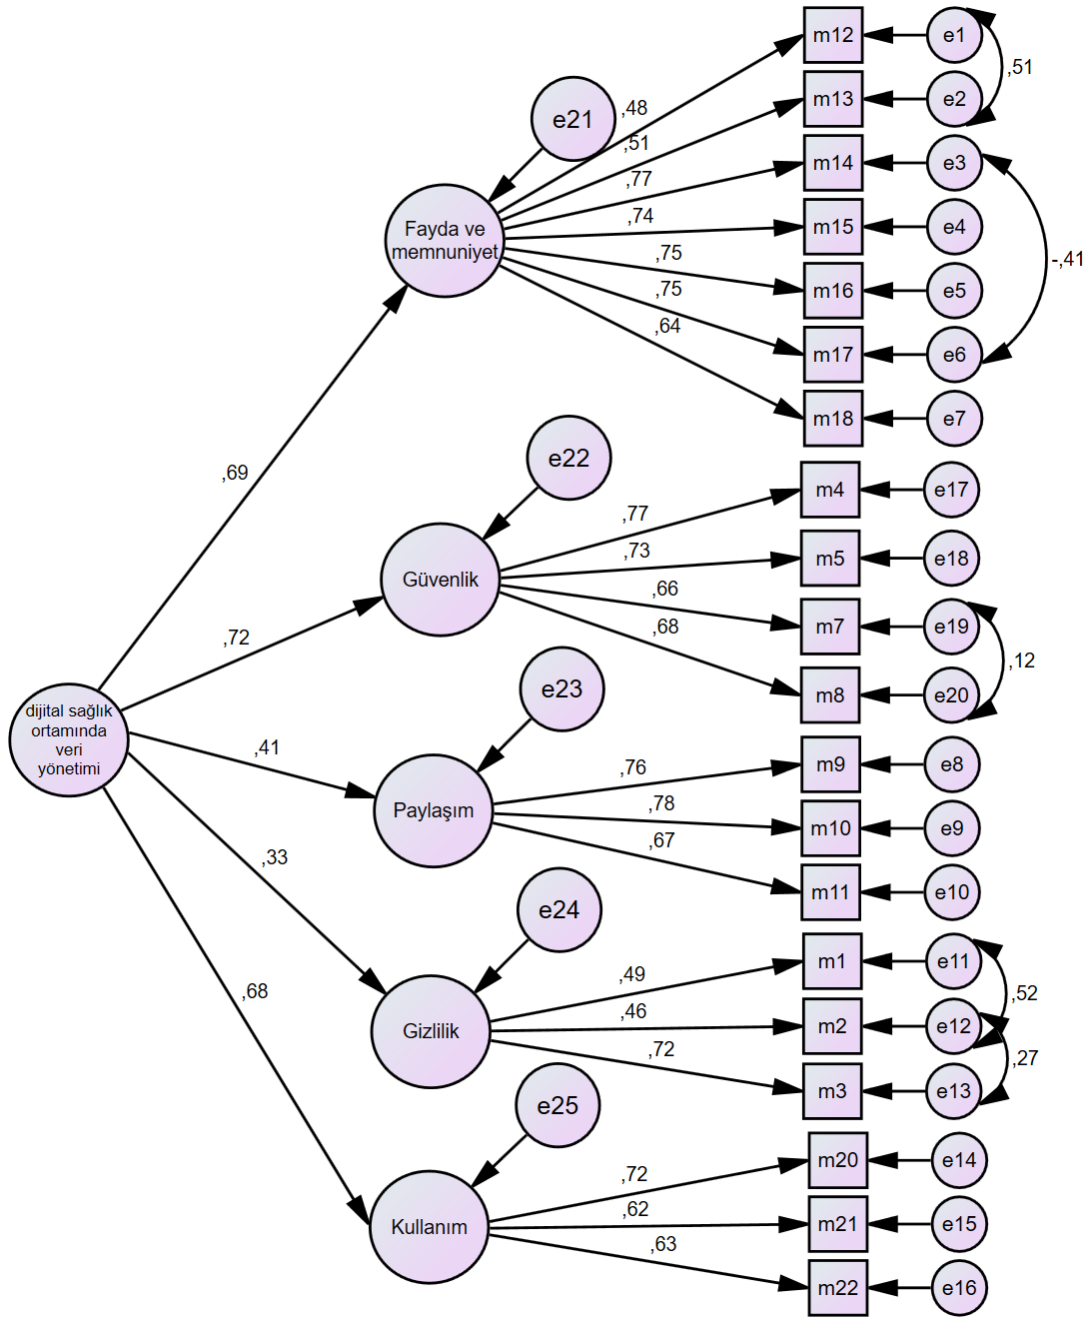 m12
e1
,51
,48
m13
e2
e21
,51
m14
e3
,77
Fayda ve
memnuniyet
,74
m15
e4
-,41
,75
m16
e5
,75
m17
e6
,64
m18
e7
,69
e22
m4
e17
,77
,73
m5
e18
Güvenlik
,66
m7
e19
,72
,68
,12
m8
e20
e23
dijital sağlık
ortamında
veri
yönetimi
,41
,76
m9
e8
Paylaşım
,78
m10
e9
,67
m11
e10
,33
e24
m1
e11
,49
,52
,68
,46
m2
e12
Gizlilik
,72
,27
m3
e13
e25
m20
e14
,72
Kullanım
,62
m21
e15
,63
m22
e16